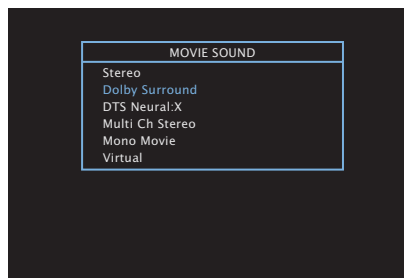 MOVIE SOUND
Stereo
Dolby Surround
DTS Neural:X
Multi Ch Stereo
Mono Movie
Virtual